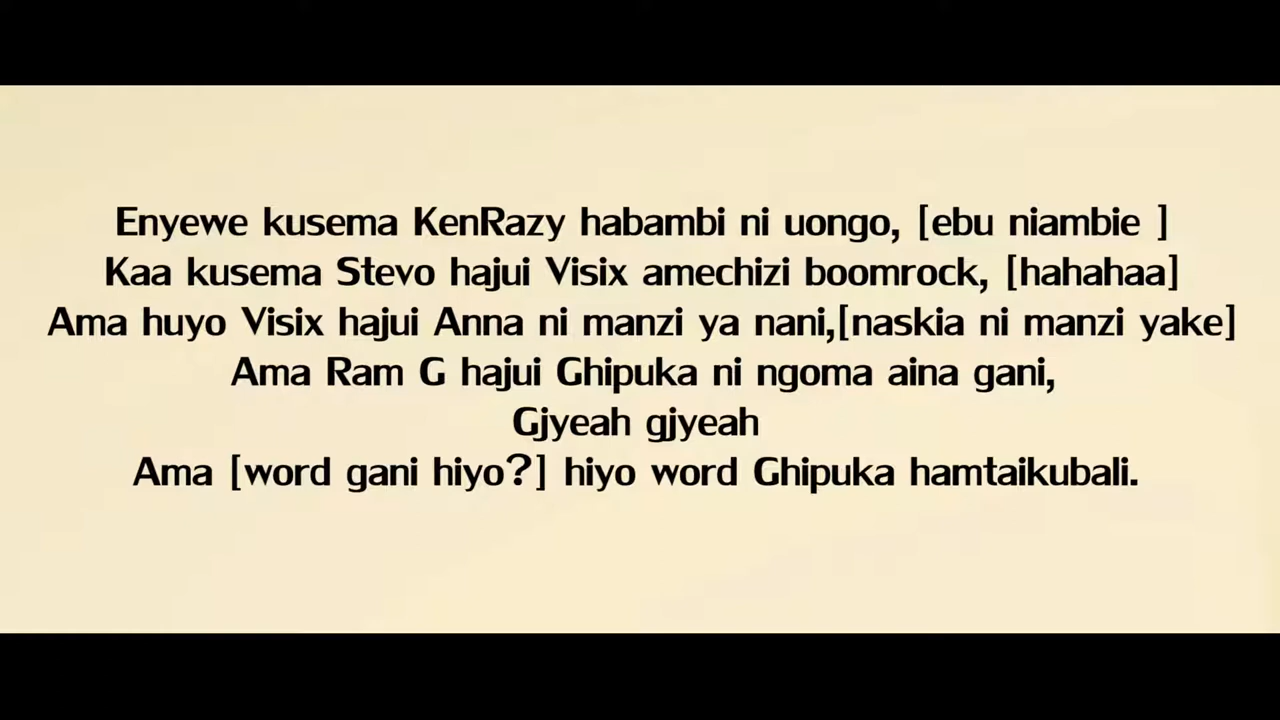 Enyewe kusema KenRazy habambi ni uongo, [ebu niambie ]
Kaa kusema Stevo hajui Visix amechizi boomrock, [hahahaa]
Ama huyo Visix hajui Anna ni manzi ya nani,[naskia ni manzi yake]
Ama Ram G hajui Ghipuka ni ngoma aina gani,
Gjyeah gjyeah
Ama [word gani hiyo?] hiyo word Ghipuka hamtaikubali.